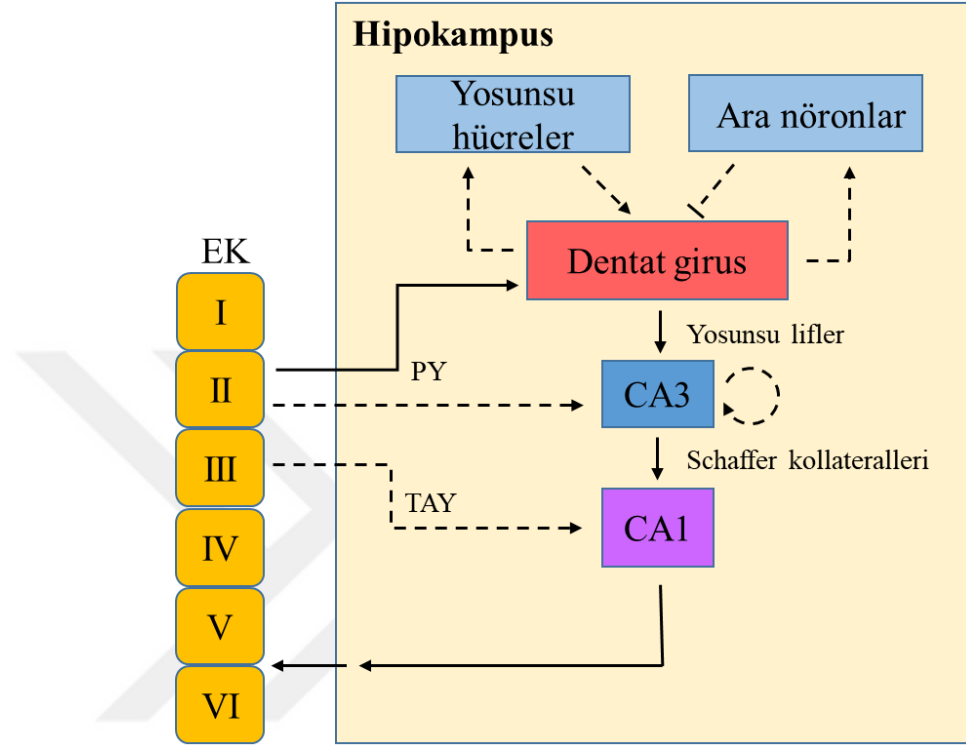 Hipokampus
Yosunsu
hücreler
Ara nöronlar
EK
Dentat girus
I
Yosunsu lifler
II
PY
CA3
III
Schaffer kollateralleri
TAY
CA1
IV
V
VI